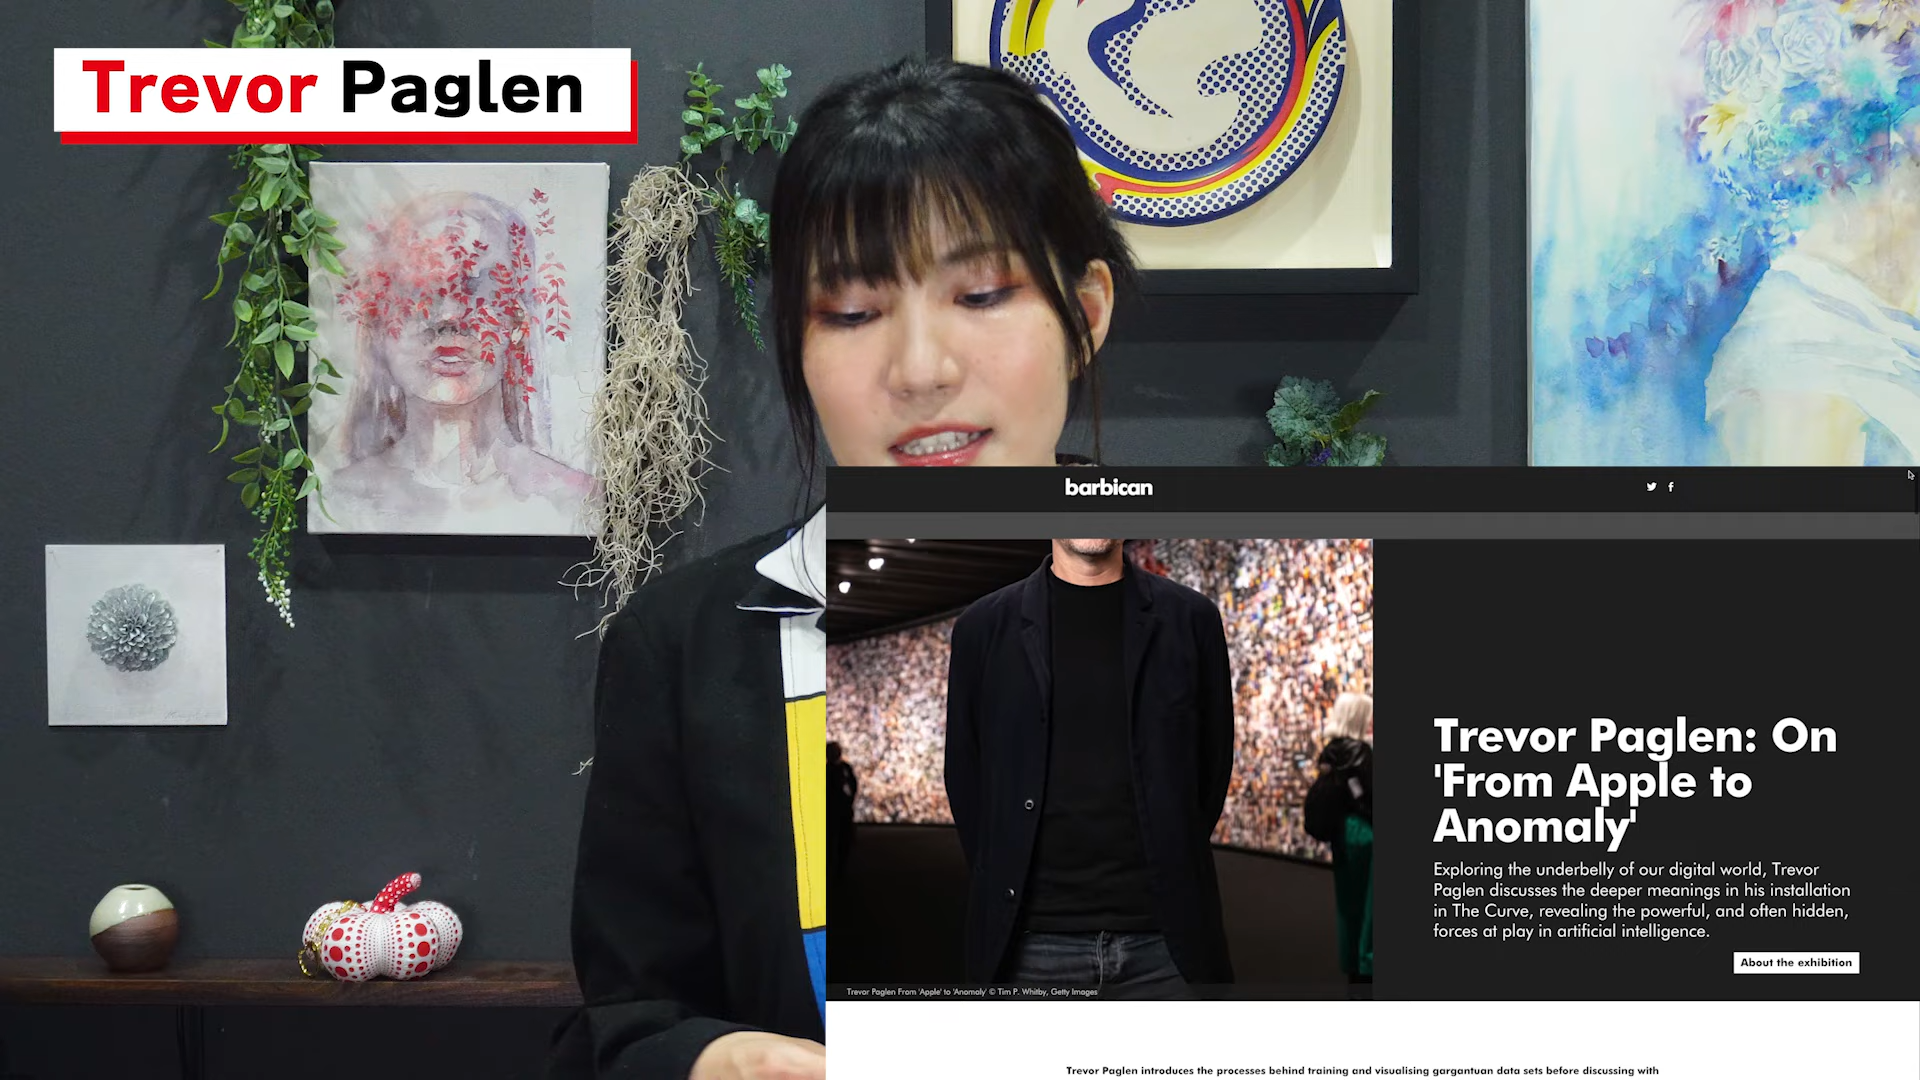 Trevor Paglen
barbican
Trevor Paglen: On
'From Apple to
Anomaly'
Exploring the underbelly of our digital world, Trevor
Paglen discusses the deeper meanings in his installation
in The Curve, revealing the powerful, and often hidden,
forces at play in artificial intelligence.
About the exhibition
Trevor Paglen From 'Apple' to 'Anomaly' © Tim P. Whitby, Getty Images
Trevor Paglen introduces the processes behind training and visualising gargantuan data sets before discussing with